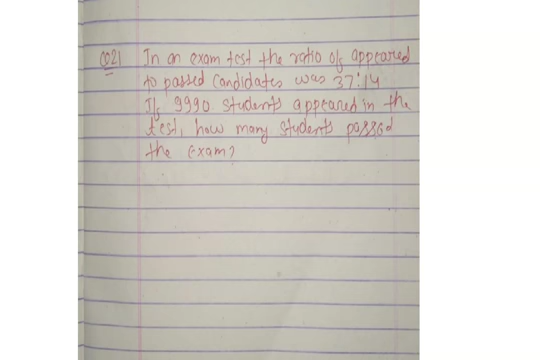 Q2) In an exam test the ratio of appeared
to passed candidates was 37:14
If 9990 students appeared in the
test, how many students passed
the exam?